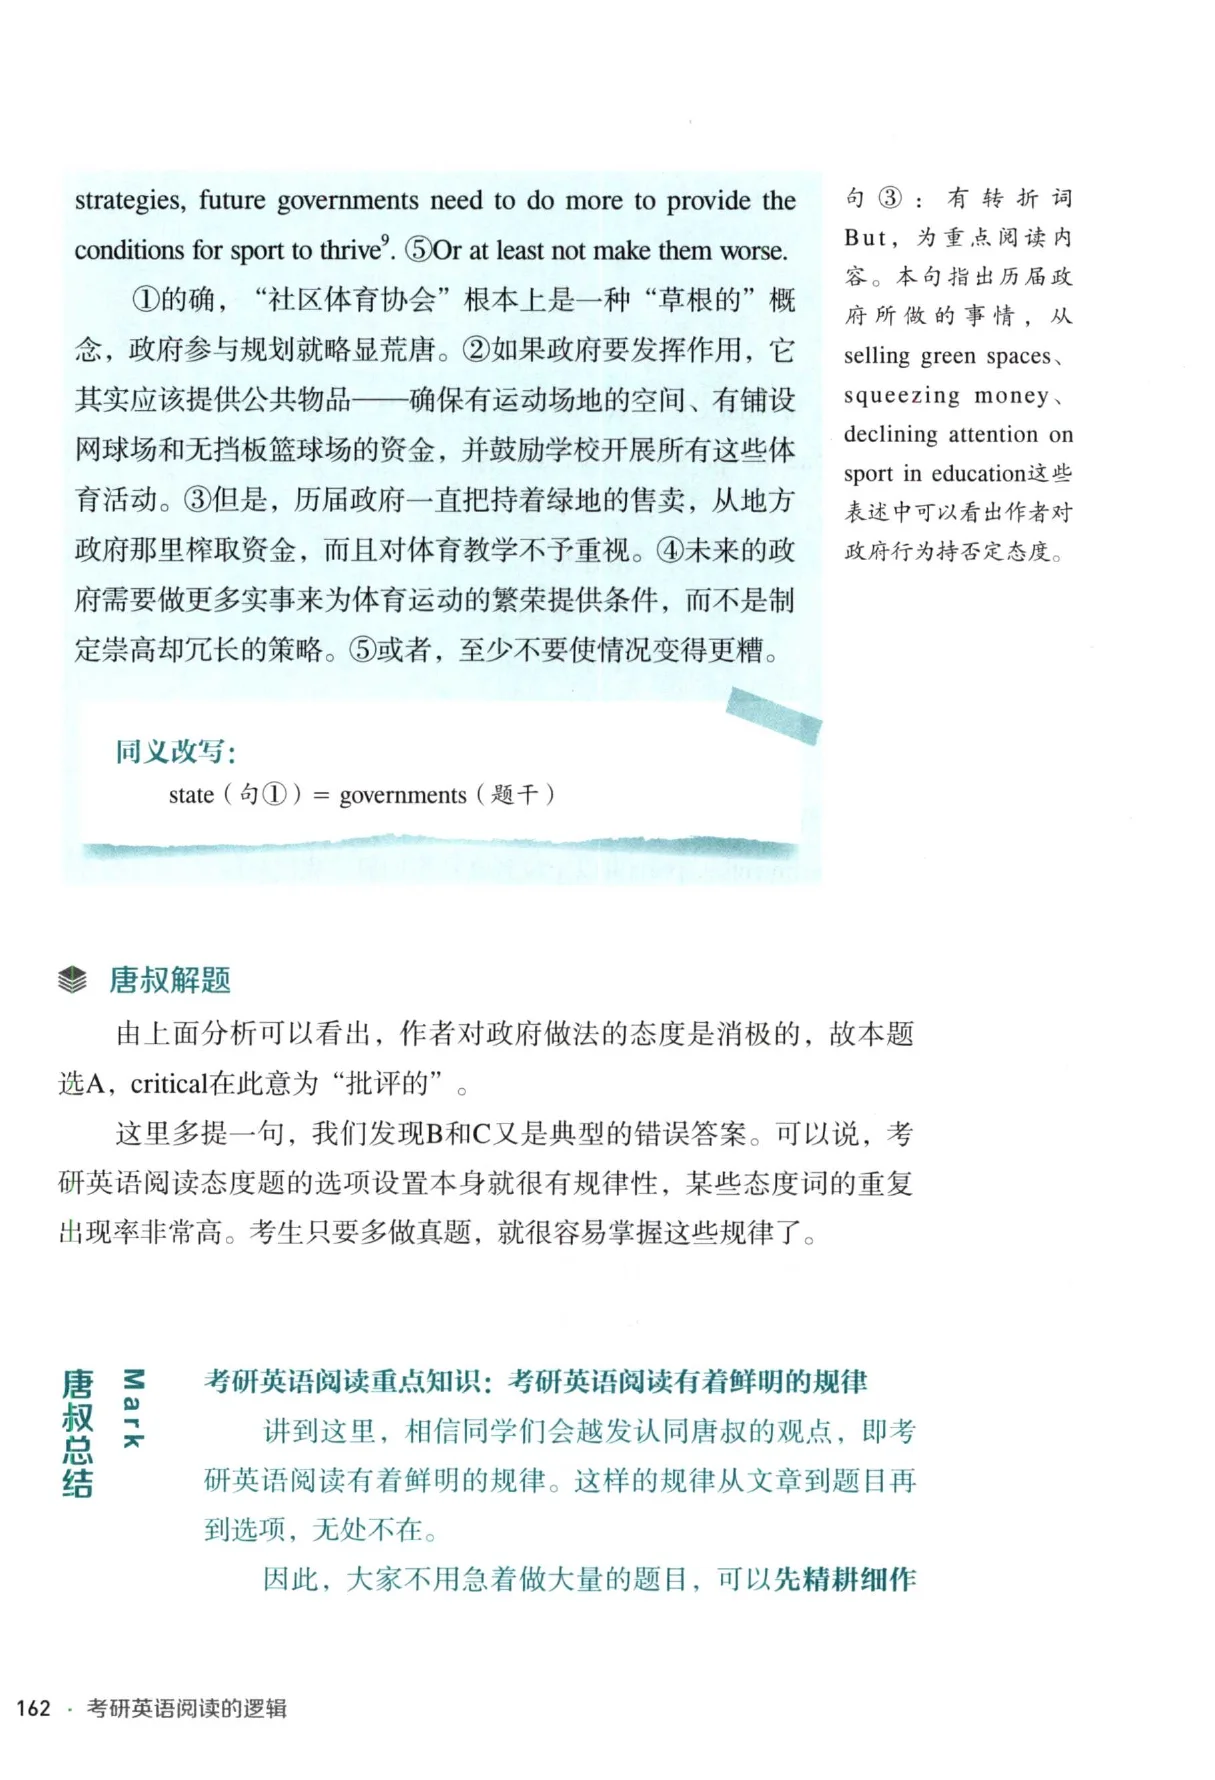 strategies, future governments need to do more to provide the
conditions for sport to thrive⁹. ⑤Or at least not make them worse.
①的确，“社区体育协会”根本上是一种“草根的”概
念，政府参与规划就略显荒唐。②如果政府要发挥作用，它
其实应该提供公共物品——确保有运动场地的空间、有铺设
网球场和无挡板篮球场的资金，并鼓励学校开展所有这些体
育活动。③但是，历届政府一直把持着绿地的售卖，从地方
政府那里榨取资金，而且对体育教学不予重视。④未来的政
府需要做更多实事来为体育运动的繁荣提供条件，而不是制
定崇高却冗长的策略。⑤或者，至少不要使情况变得更糟。
句③：有转折词
But，为重点阅读内
容。本句指出历届政
府所做的事情，从
selling green spaces、
squeezing money、
declining attention on
sport in education这些
表述中可以看出作者对
政府行为持否定态度。
同义改写：
state（句①）= governments（题干）
唐叔解题
由上面分析可以看出，作者对政府做法的态度是消极的，故本题
选A，critical在此意为“批评的”。
这里多提一句，我们发现B和C又是典型的错误答案。可以说，考
研英语阅读态度题的选项设置本身就很有规律性，某些态度词的重复
出现率非常高。考生只要多做真题，就很容易掌握这些规律了。
唐叔总结
Mark
考研英语阅读重点知识：考研英语阅读有着鲜明的规律
讲到这里，相信同学们会越发认同唐叔的观点，即考
研英语阅读有着鲜明的规律。这样的规律从文章到题目再
到选项，无处不在。
因此，大家不用急着做大量的题目，可以先精耕细作
162 · 考研英语阅读的逻辑